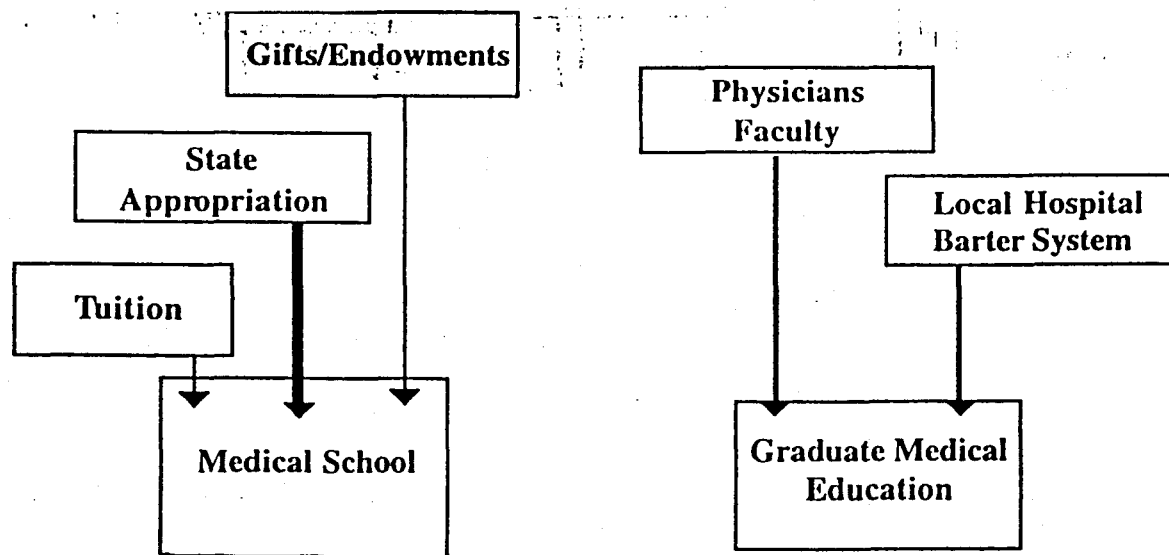 Gifts/Endowments
State
Appropriation
Tuition
Medical School
Physicians
Faculty
Local Hospital
Barter System
Graduate Medical
Education